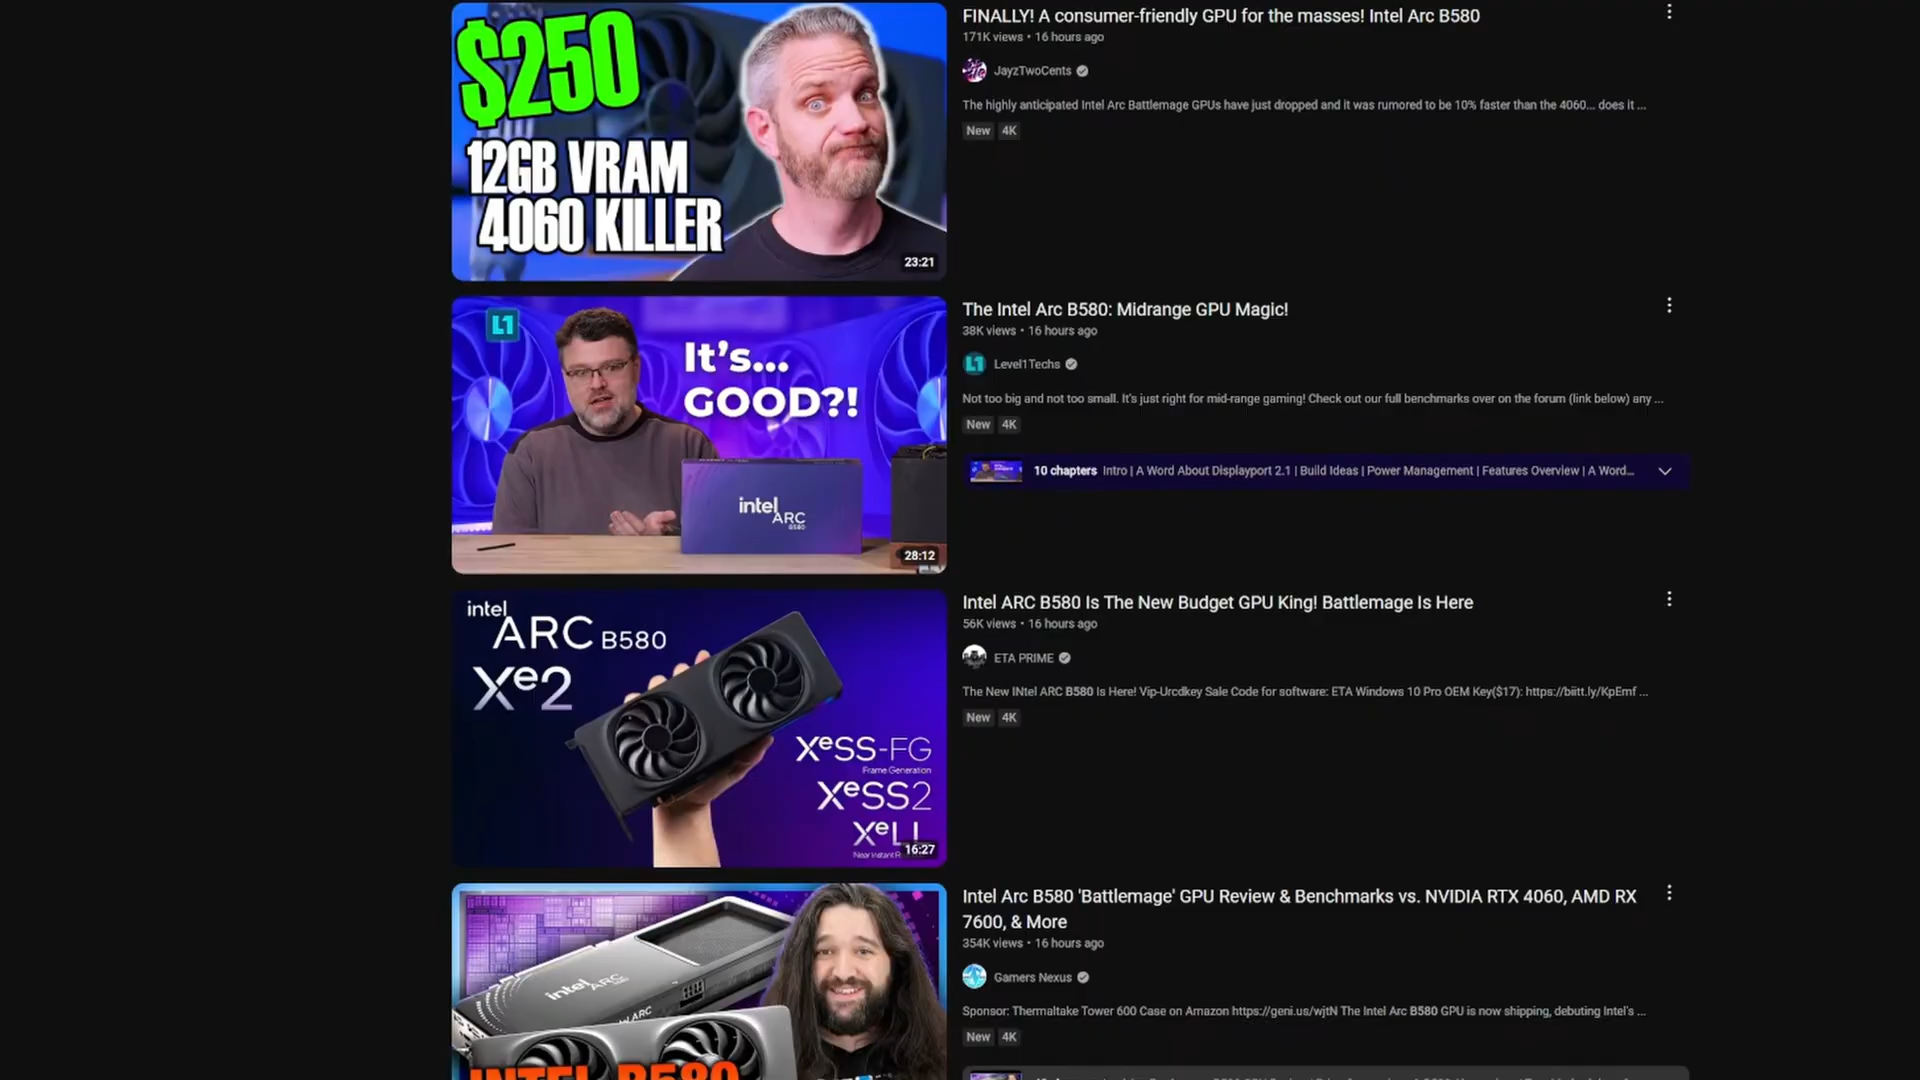 $250
12GB VRAM
4060 KILLER
23:21
FINALLY! A consumer-friendly GPU for the masses! Intel Arc B580
171K views • 16 hours ago
JayzTwoCents
The highly anticipated Intel Arc Battlemage GPUs have just dropped and it was rumored to be 10% faster than the 4060... does it ...
New 4K
L1
It's...
GOOD?!
intel
ARC
B580
28:12
The Intel Arc B580: Midrange GPU Magic!
38K views • 16 hours ago
L1 Level1Techs
Not too big and not too small. It's just right for mid-range gaming! Check out our full benchmarks over on the forum (link below) any ...
New 4K
10 chapters Intro | A Word About Displayport 2.1 | Build Ideas | Power Management | Features Overview | A Word...
intel
ARC B580
Xe2
XeSS-FG
Frame Generation
XeSS2
XeLL
Near Instant
16:27
Intel ARC B580 Is The New Budget GPU King! Battlemage Is Here
56K views • 16 hours ago
ETA PRIME
The New INtel ARC B580 Is Here! Vip-Urcdkey Sale Code for software: ETA Windows 10 Pro OEM Key($17): https://biitt.ly/KpEmf ...
New 4K
intel ARC
ARC
INTEL B580
Intel Arc B580 'Battlemage' GPU Review & Benchmarks vs. NVIDIA RTX 4060, AMD RX
7600, & More
354K views • 16 hours ago
Gamers Nexus
Sponsor: Thermaltake Tower 600 Case on Amazon https://geni.us/wjtN The Intel Arc B580 GPU is now shipping, debuting Intel's ...
New 4K